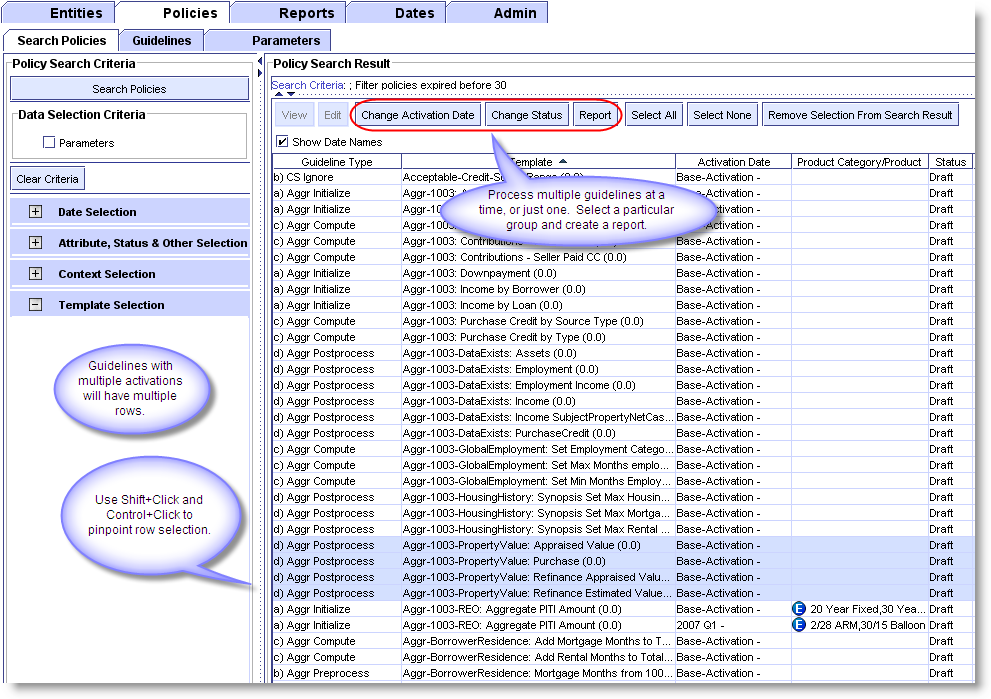 Entities Policies Reports Dates Admin
Search Policies Guidelines Parameters
Policy Search Criteria
Search Policies
Data Selection Criteria
Parameters
Clear Criteria
Date Selection
Attribute, Status & Other Selection
Context Selection
Template Selection
Guidelines with
multiple activations
will have multiple
rows.
Use Shift+Click and
Control+Click to
pinpoint row selection.
Policy Search Result
Search Criteria: ; Filter policies expired before 30
View Edit Change Activation Date Change Status Report Select All Select None Remove Selection From Search Result
Show Date Names
Process multiple guidelines at a
time, or just one. Select a particular
group and create a report.
Guideline Type Template Activation Date Product Category/Product Status
b) CS Ignore Acceptable-Credit-S Range (0.0) Base-Activation - Draft
a) Aggr Initialize Aggr-1003: Base-Activation - Draft
a) Aggr Initialize Aggr-1003: Draft
c) Aggr Compute Aggr-1003: Draft
c) Aggr Compute Aggr-1003: Contributions Base-Activation - Draft
c) Aggr Compute Aggr-1003: Contributions - Seller Paid CC (0.0) Base-Activation - Draft
a) Aggr Initialize Aggr-1003: Downpayment (0.0) Base-Activation - Draft
a) Aggr Initialize Aggr-1003: Income by Borrower (0.0) Base-Activation - Draft
a) Aggr Initialize Aggr-1003: Income by Loan (0.0) Base-Activation - Draft
c) Aggr Compute Aggr-1003: Purchase Credit by Source Type (0.0) Base-Activation - Draft
c) Aggr Compute Aggr-1003: Purchase Credit by Type (0.0) Base-Activation - Draft
d) Aggr Postprocess Aggr-1003-DataExists: Assets (0.0) Base-Activation - Draft
d) Aggr Postprocess Aggr-1003-DataExists: Employment (0.0) Base-Activation - Draft
d) Aggr Postprocess Aggr-1003-DataExists: Employment Income (0.0) Base-Activation - Draft
d) Aggr Postprocess Aggr-1003-DataExists: Income (0.0) Base-Activation - Draft
d) Aggr Postprocess Aggr-1003-DataExists: Income SubjectPropertyNetCas... Base-Activation - Draft
d) Aggr Postprocess Aggr-1003-DataExists: PurchaseCredit (0.0) Base-Activation - Draft
c) Aggr Compute Aggr-1003-GlobalEmployment: Set Employment Catego... Base-Activation - Draft
c) Aggr Compute Aggr-1003-GlobalEmployment: Set Max Months emplo... Base-Activation - Draft
c) Aggr Compute Aggr-1003-GlobalEmployment: Set Min Months Employ... Base-Activation - Draft
d) Aggr Postprocess Aggr-1003-HousingHistory: Synopsis Set Max Housin... Base-Activation - Draft
d) Aggr Postprocess Aggr-1003-HousingHistory: Synopsis Set Max Mortga... Base-Activation - Draft
d) Aggr Postprocess Aggr-1003-HousingHistory: Synopsis Set Max Rental ... Base-Activation - Draft
d) Aggr Postprocess Aggr-1003-PropertyValue: Appraised Value (0.0) Base-Activation - Draft
d) Aggr Postprocess Aggr-1003-PropertyValue: Purchase (0.0) Base-Activation - Draft
d) Aggr Postprocess Aggr-1003-PropertyValue: Refinance Appraised Valu... Base-Activation - Draft
d) Aggr Postprocess Aggr-1003-PropertyValue: Refinance Estimated Value... Base-Activation - Draft
a) Aggr Initialize Aggr-1003-REO: Aggregate PITI Amount (0.0) Base-Activation - E 20 Year Fixed,30 Yea... Draft
a) Aggr Initialize Aggr-1003-REO: Aggregate PITI Amount (0.0) 2007 Q1 - E 2/28 ARM,30/15 Balloon Draft
c) Aggr Compute Aggr-BorrowerResidence: Add Mortgage Months to T... Base-Activation - Draft
c) Aggr Compute Aggr-BorrowerResidence: Add Rental Months to Total... Base-Activation - Draft
b) Aggr Preprocess Aggr-BorrowerResidence: Mortgage Months from 100... Base-Activation - Draft